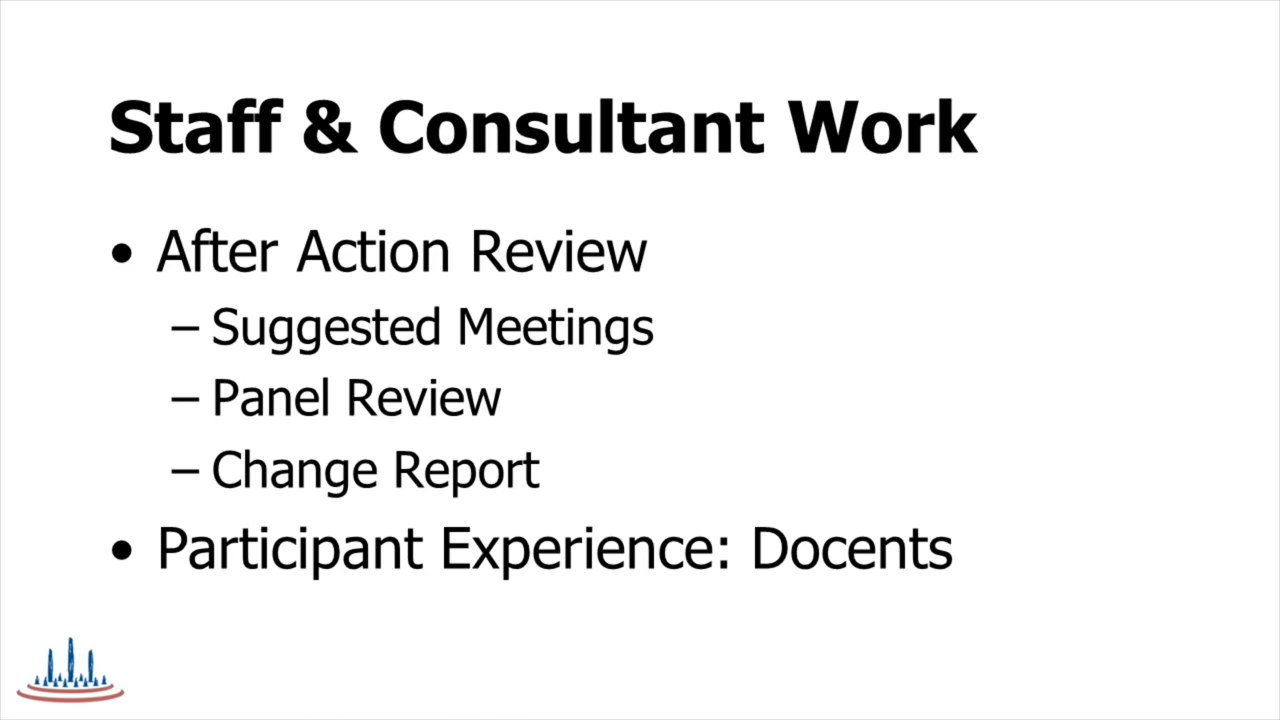 Staff & Consultant Work
• After Action Review
– Suggested Meetings
– Panel Review
– Change Report
• Participant Experience: Docents